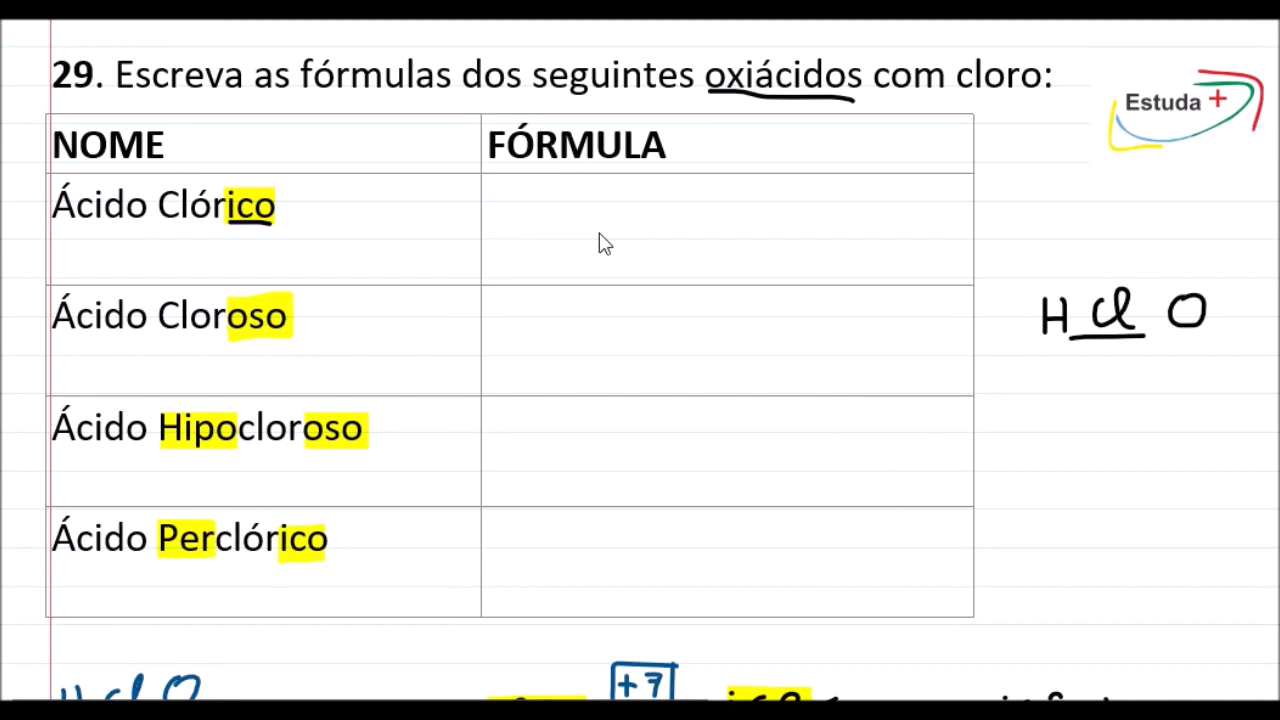 29. Escreva as fórmulas dos seguintes oxiácidos com cloro:
Estuda +
NOME FÓRMULA
Ácido Clórico
Ácido Cloroso
H Cl O
Ácido Hipocloroso
Ácido Perclórico
H Cl O
+7